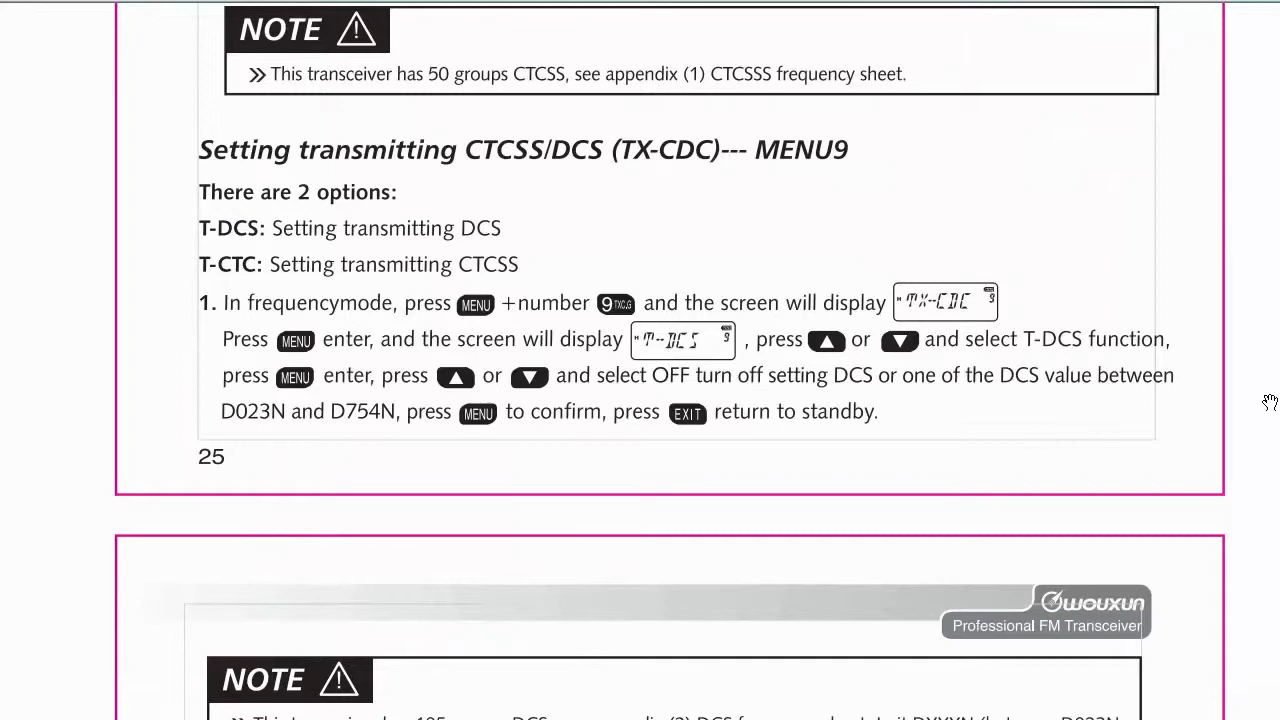 NOTE
» This transceiver has 50 groups CTCSS, see appendix (1) CTCSSS frequency sheet.
Setting transmitting CTCSS/DCS (TX-CDC)--- MENU9
There are 2 options:
T-DCS: Setting transmitting DCS
T-CTC: Setting transmitting CTCSS
1. In frequencymode, press MENU +number 9 and the screen will display TX-CDC 9
Press MENU enter, and the screen will display T-DCS 9 , press ▲ or ▼ and select T-DCS function,
press MENU enter, press ▲ or ▼ and select OFF turn off setting DCS or one of the DCS value between
D023N and D754N, press MENU to confirm, press EXIT return to standby.
25
WOUXUN
Professional FM Transceiver
NOTE